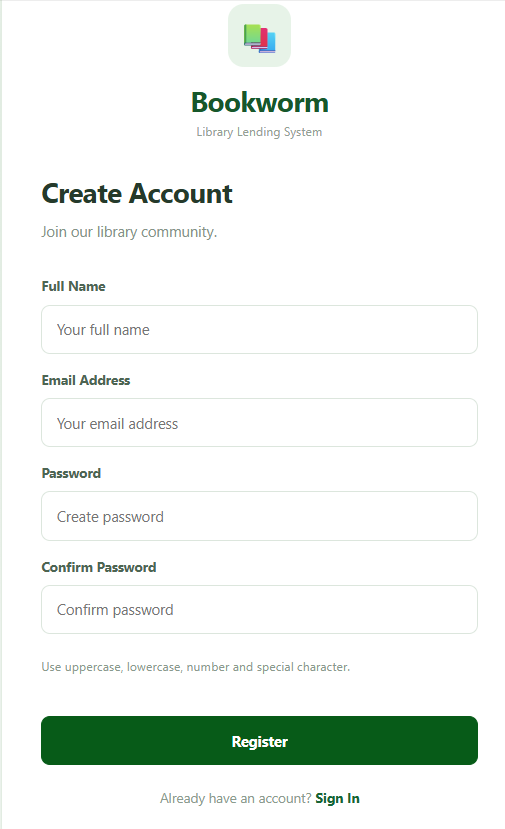 Bookworm
Library Lending System
Create Account
Join our library community.
Full Name
Your full name
Email Address
Your email address
Password
Create password
Confirm Password
Confirm password
Use uppercase, lowercase, number and special character.
Register
Already have an account? Sign In